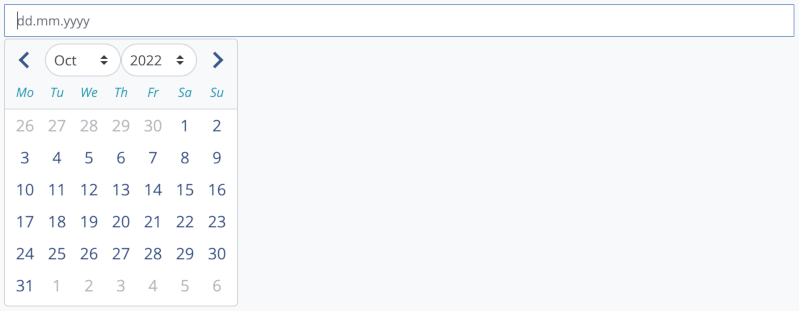 dd.mm.yyyy
Oct 2022
Mo Tu We Th Fr Sa Su
26 27 28 29 30 1 2
3 4 5 6 7 8 9
10 11 12 13 14 15 16
17 18 19 20 21 22 23
24 25 26 27 28 29 30
31 1 2 3 4 5 6